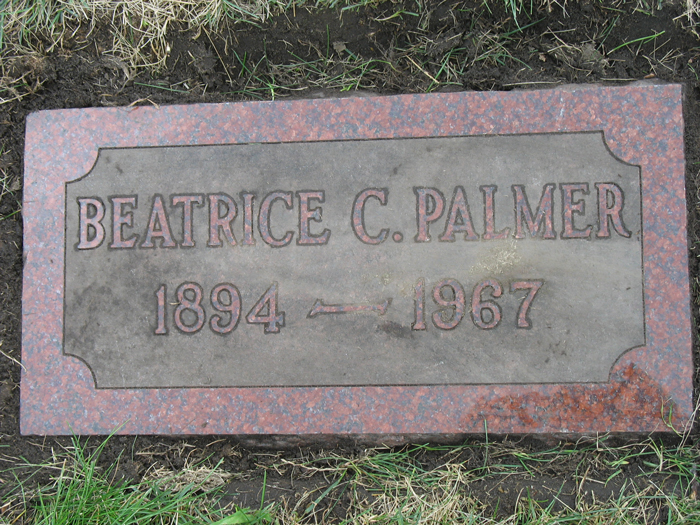 BEATRICE C. PALMER
1894 — 1967